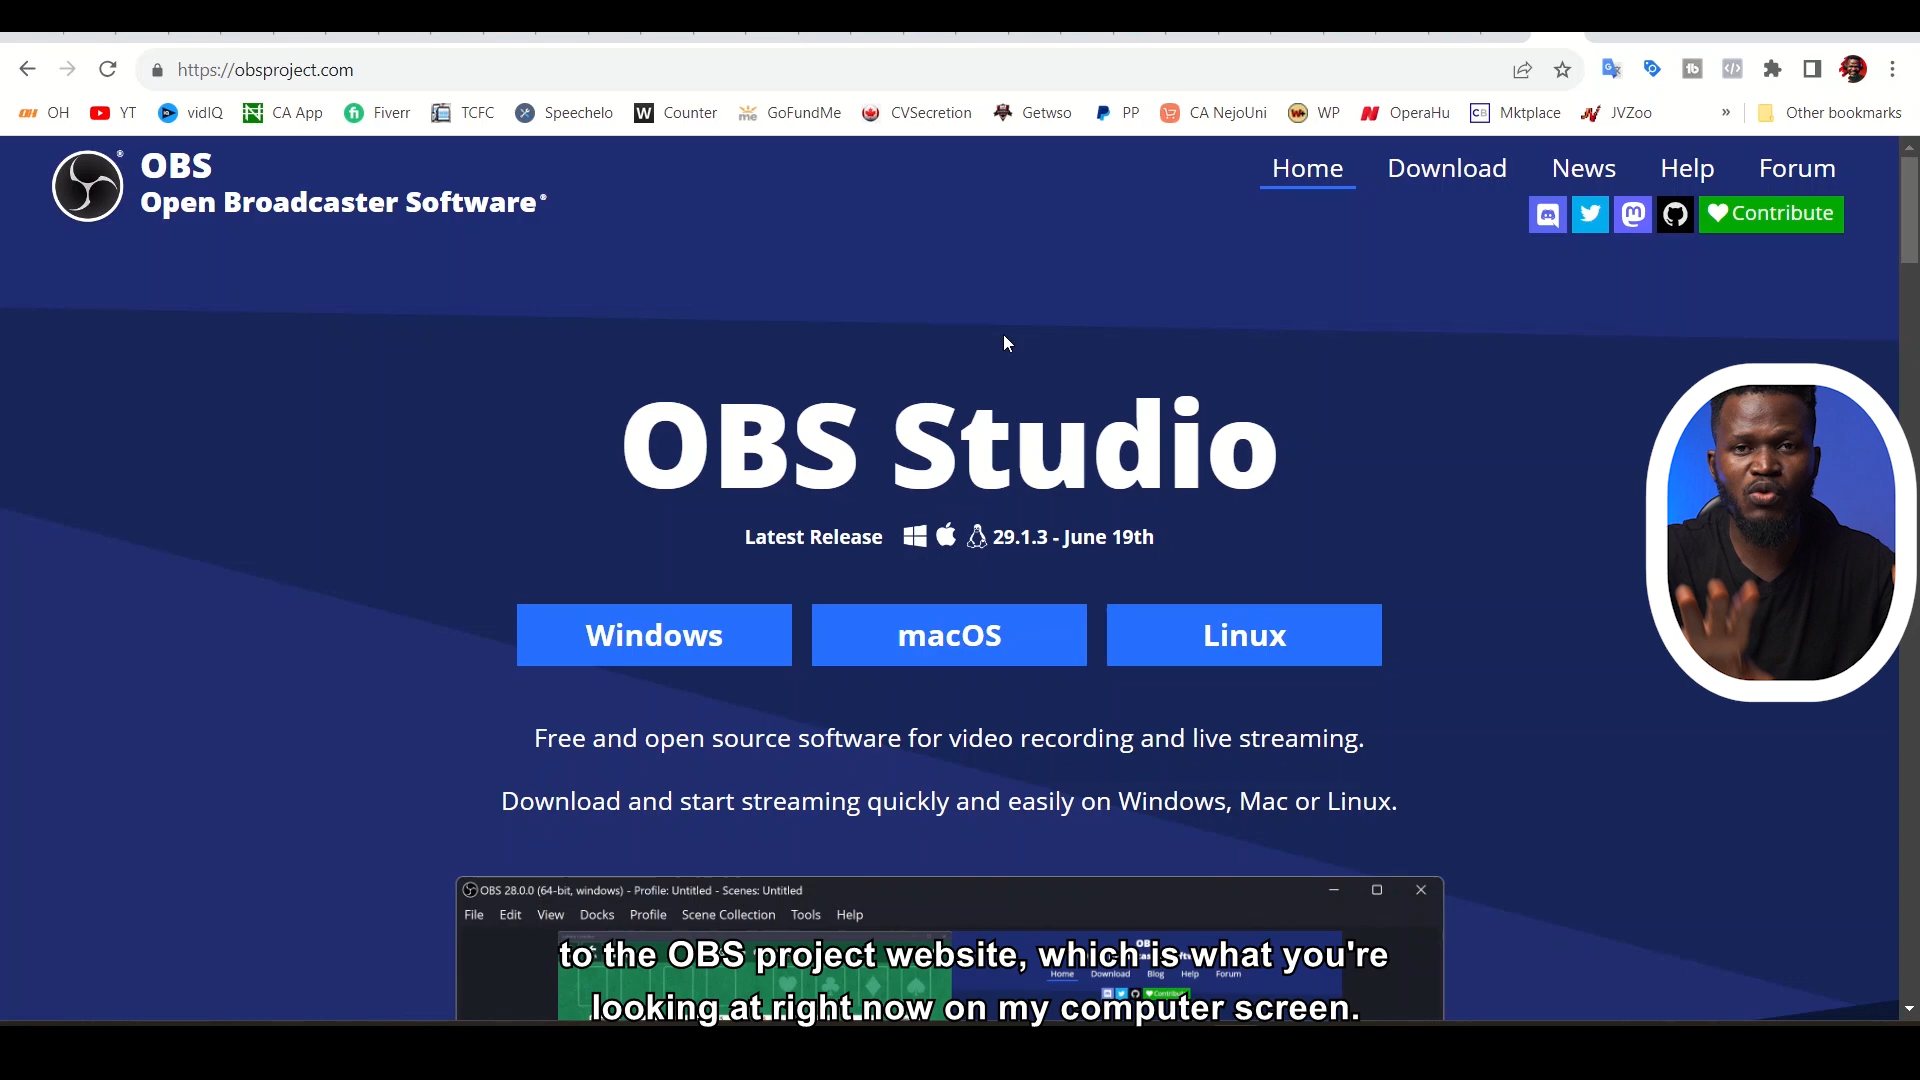 https://obsproject.com
OH YT vidIQ CA App Fiverr TCFC Speechelo Counter GoFundMe CVSecretion Getwso PP CA NejoUni WP OperaHu Mktplace JVZoo » Other bookmarks
OBS
Open Broadcaster Software®
Home Download News Help Forum
Contribute
OBS Studio
Latest Release 29.1.3 - June 19th
Windows macOS Linux
Free and open source software for video recording and live streaming.
Download and start streaming quickly and easily on Windows, Mac or Linux.
OBS 28.0.0 (64-bit, windows) - Profile: Untitled - Scenes: Untitled
File Edit View Docks Profile Scene Collection Tools Help
to the OBS project website, which is what you're
Home Download Blog Help Forum
looking at right now on my computer screen.